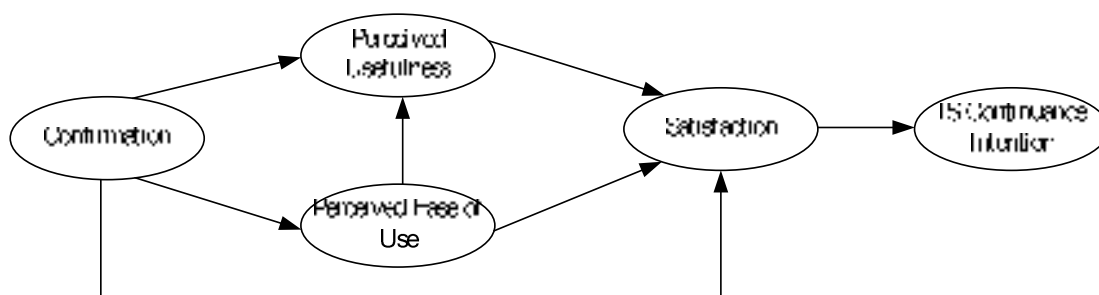 Perceived
Usefulness
Confirmation
Satisfaction
IS Continuance
Intention
Perceived Ease of
Use